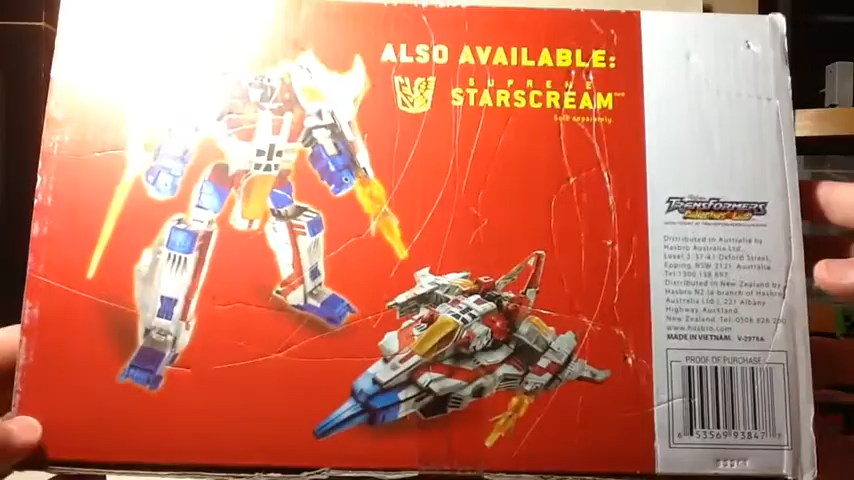 ALSO AVAILABLE:
SUPREME
STARSCREAM™
Sold separately
TRANSFORMERS
Distributed in Australia by
Hasbro Australia Ltd.
Level 2, 37-41 Oxford Street,
Epping, NSW 2121 Australia.
Tel:1300 138 697.
Distributed in New Zealand by
Hasbro NZ (a branch of Hasbro
Australia Ltd.), 221 Albany
Highway, Auckland,
New Zealand. Tel:0508 828 200
www.hasbro.com
MADE IN VIETNAM. V-2978A
PROOF OF PURCHASE
53569 93847